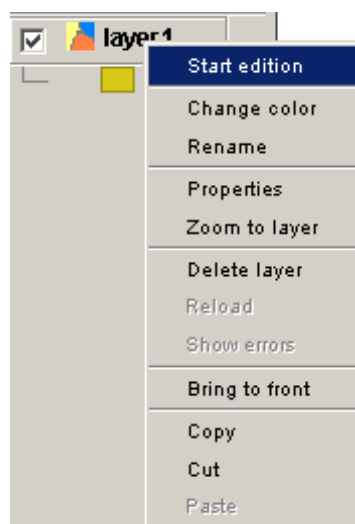 layer1
Start edition
Change color
Rename
Properties
Zoom to layer
Delete layer
Reload
Show errors
Bring to front
Copy
Cut
Paste